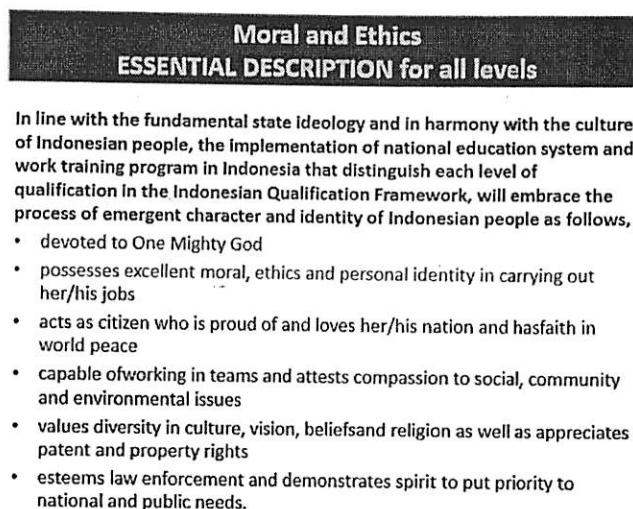 Moral and Ethics
ESSENTIAL DESCRIPTION for all levels
In line with the fundamental state ideology and in harmony with the culture
of Indonesian people, the implementation of national education system and
work training program in Indonesia that distinguish each level of
qualification in the Indonesian Qualification Framework, will embrace the
process of emergent character and identity of Indonesian people as follows,
• devoted to One Mighty God
• possesses excellent moral, ethics and personal identity in carrying out
her/his jobs
• acts as citizen who is proud of and loves her/his nation and hasfaith in
world peace
• capable ofworking in teams and attests compassion to social, community
and environmental issues
• values diversity in culture, vision, beliefsand religion as well as appreciates
patent and property rights
• esteems law enforcement and demonstrates spirit to put priority to
national and public needs.